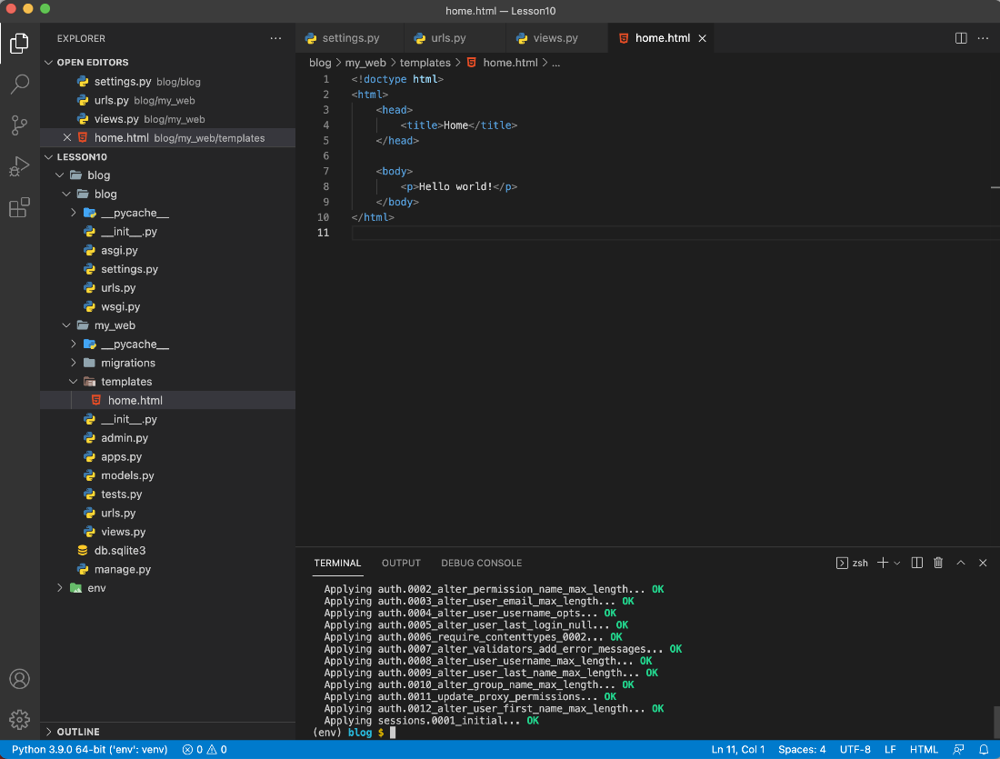 home.html — Lesson10
EXPLORER
OPEN EDITORS
settings.py blog/blog
urls.py blog/my_web
views.py blog/my_web
home.html blog/my_web/templates
LESSON10
blog
blog
__pycache__
__init__.py
asgi.py
settings.py
urls.py
wsgi.py
my_web
__pycache__
migrations
templates
home.html
__init__.py
admin.py
apps.py
models.py
tests.py
urls.py
views.py
db.sqlite3
manage.py
env
OUTLINE
settings.py urls.py views.py home.html
blog > my_web > templates > home.html > ...
1 <!doctype html>
2 <html>
3 <head>
4 <title>Home</title>
5 </head>
6
7 <body>
8 <p>Hello world!</p>
9 </body>
10 </html>
11
TERMINAL OUTPUT DEBUG CONSOLE zsh
Applying auth.0002_alter_permission_name_max_length... OK
Applying auth.0003_alter_user_email_max_length... OK
Applying auth.0004_alter_user_username_opts... OK
Applying auth.0005_alter_user_last_login_null... OK
Applying auth.0006_require_contenttypes_0002... OK
Applying auth.0007_alter_validators_add_error_messages... OK
Applying auth.0008_alter_user_username_max_length... OK
Applying auth.0009_alter_user_last_name_max_length... OK
Applying auth.0010_alter_group_name_max_length... OK
Applying auth.0011_update_proxy_permissions... OK
Applying auth.0012_alter_user_first_name_max_length... OK
Applying sessions.0001_initial... OK
(env) blog $
Python 3.9.0 64-bit ('env': venv) 0 0 Ln 11, Col 1 Spaces: 4 UTF-8 LF HTML